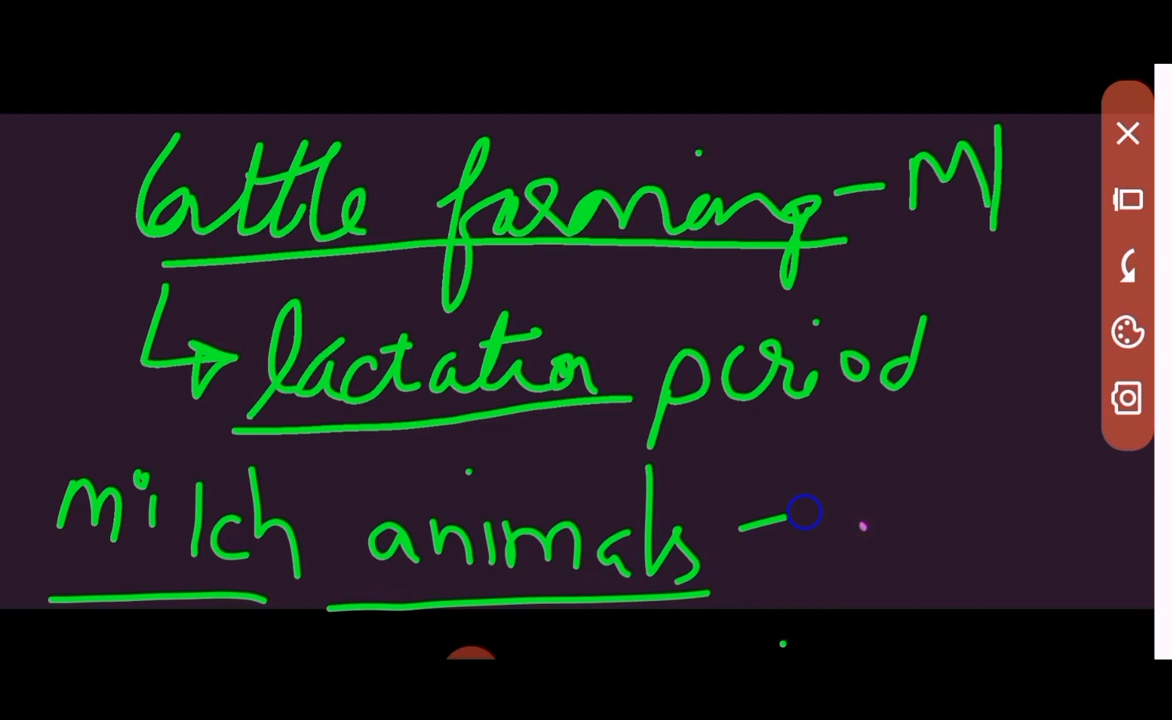 Cattle farming - M
lactation period
milch animals -